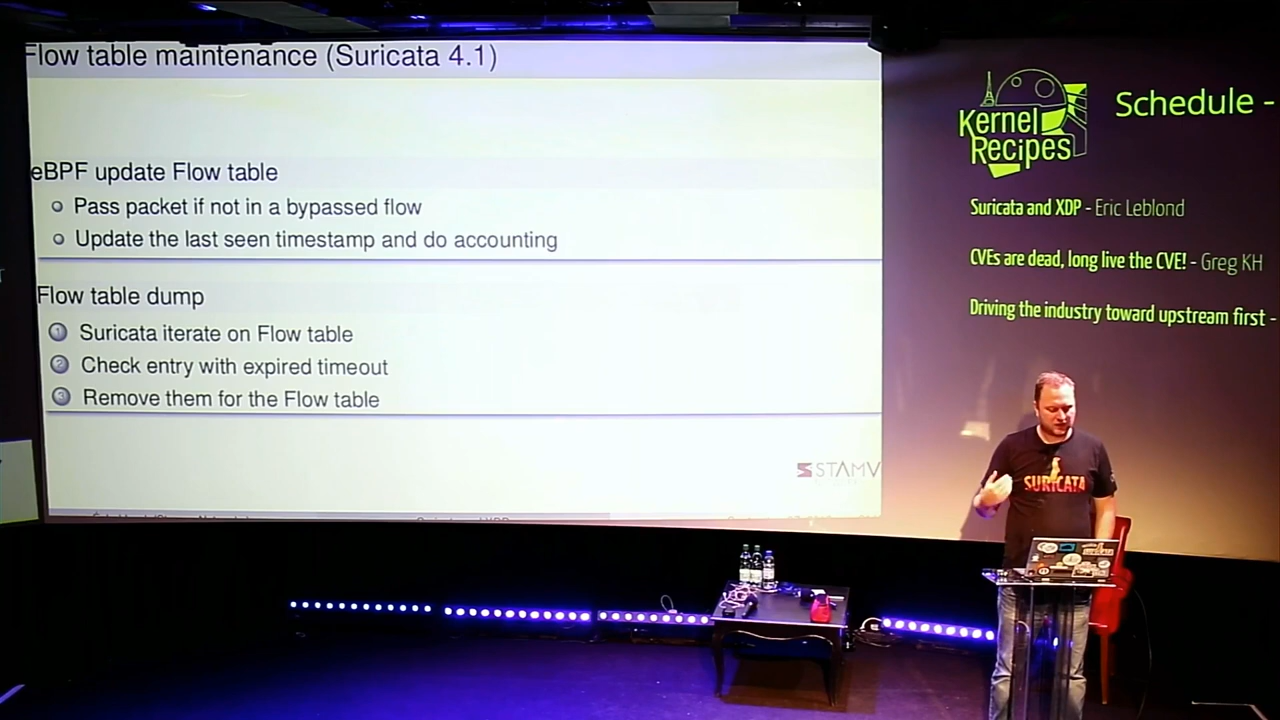 Flow table maintenance (Suricata 4.1)
eBPF update Flow table
Pass packet if not in a bypassed flow
Update the last seen timestamp and do accounting
Flow table dump
1 Suricata iterate on Flow table
2 Check entry with expired timeout
3 Remove them for the Flow table
STAMV
Kernel
Recipes
Schedule -
Suricata and XDP - Eric Leblond
CVEs are dead, long live the CVE! - Greg KH
Driving the industry toward upstream first -
SURICATA